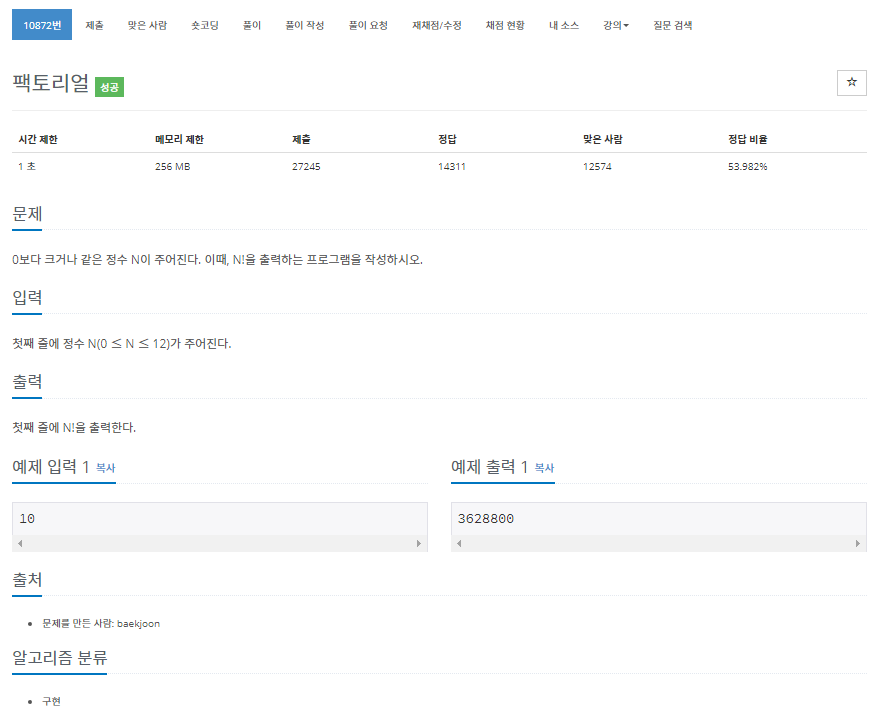 10872번 제출 맞은 사람 숏코딩 풀이 풀이 작성 풀이 요청 재채점/수정 채점 현황 내 소스 강의 질문 검색
팩토리얼 성공
시간 제한 메모리 제한 제출 정답 맞은 사람 정답 비율
1 초 256 MB 27245 14311 12574 53.982%
문제
0보다 크거나 같은 정수 N이 주어진다. 이때, N!을 출력하는 프로그램을 작성하시오.
입력
첫째 줄에 정수 N(0 ≤ N ≤ 12)가 주어진다.
출력
첫째 줄에 N!을 출력한다.
예제 입력 1 복사 예제 출력 1 복사
10 3628800
출처
문제를 만든 사람: baekjoon
알고리즘 분류
구현